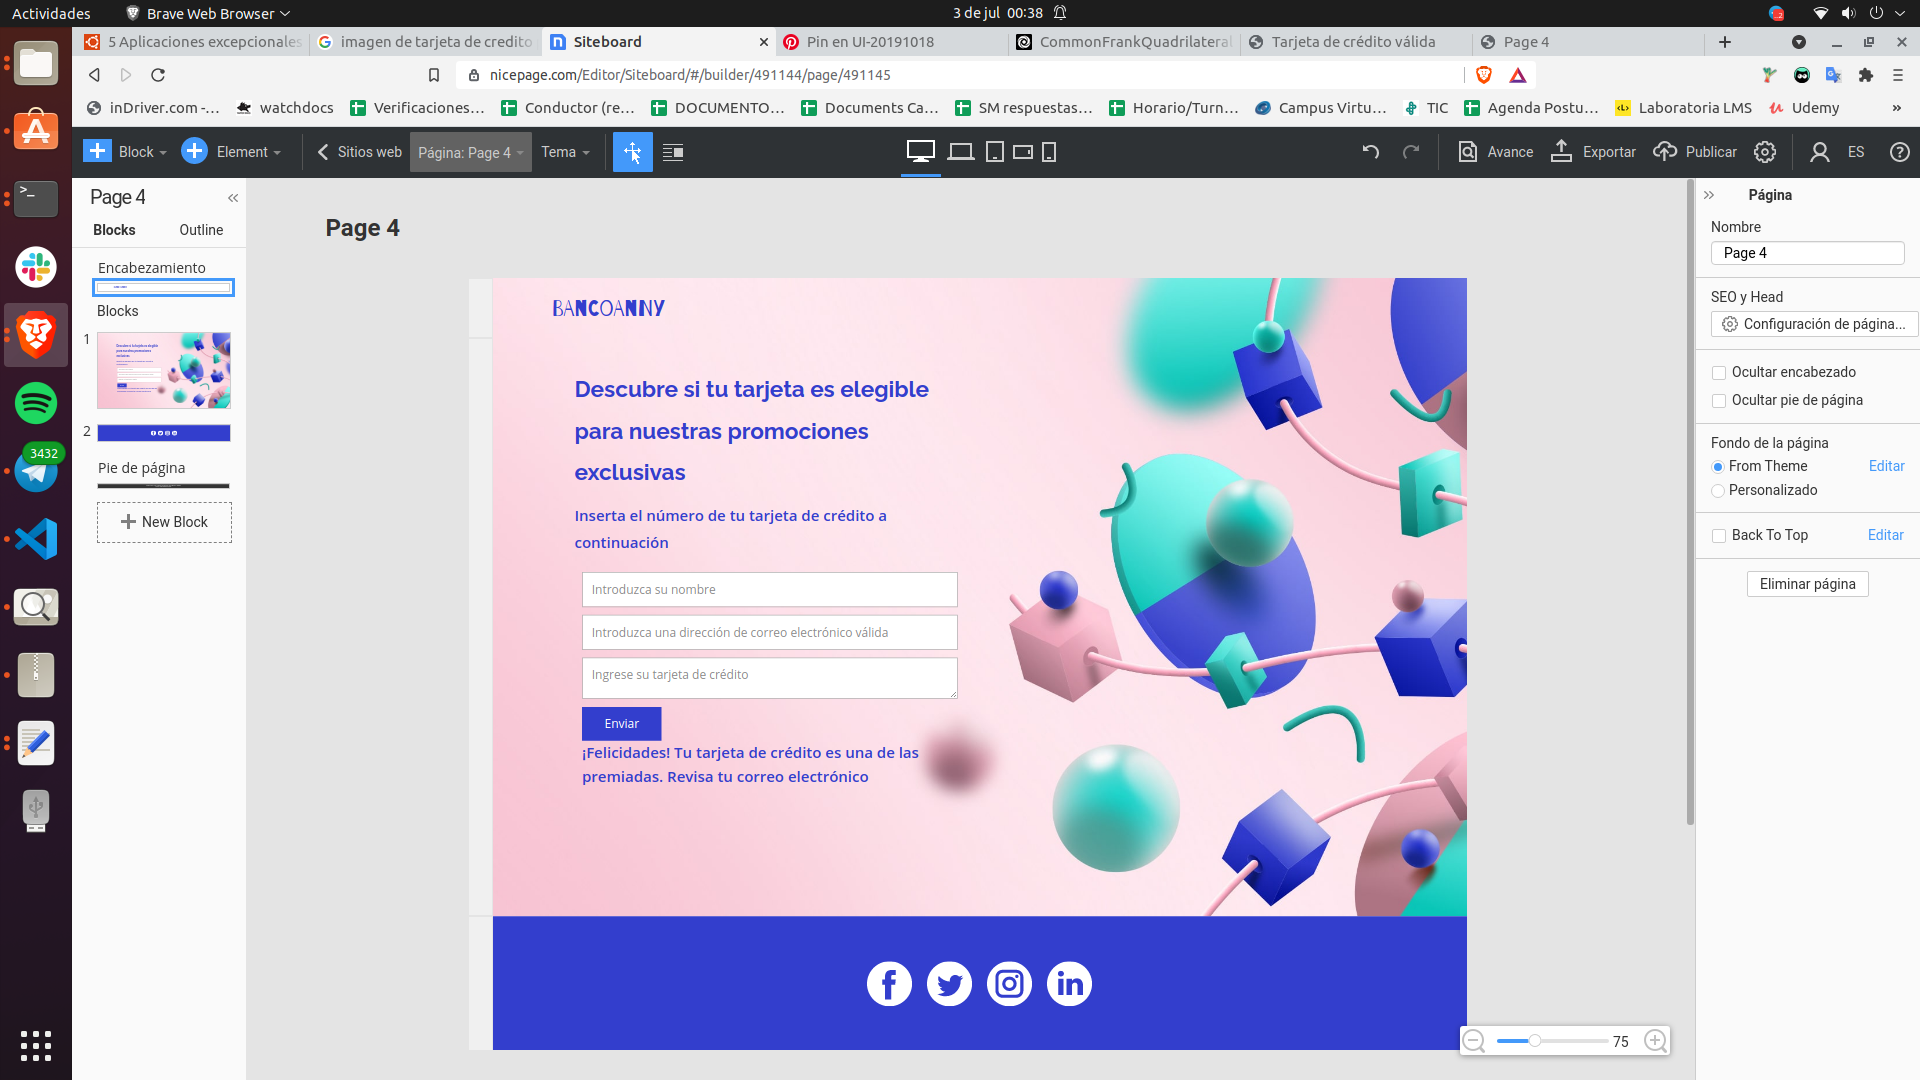 Actividades
Brave Web Browser
3 de jul 00:38
5 Aplicaciones excepcionales
imagen de tarjeta de credito
Siteboard
Pin en UI-20191018
CommonFrankQuadrilateral
Tarjeta de crédito válida
Page 4
nicepage.com/Editor/Siteboard/#/builder/491144/page/491145
inDriver.com -...
watchdocs
Verificaciones...
Conductor (re...
DOCUMENTO...
Documents Ca...
SM respuestas...
Horario/Turn...
Campus Virtu...
TIC
Agenda Postu...
Laboratoria LMS
Udemy
»
Block
Element
Sitios web
Página: Page 4
Tema
Avance
Exportar
Publicar
ES
Page 4
Blocks
Outline
Encabezamiento
Blocks
1
2
Pie de página
New Block
3432
Page 4
BANCOANNY
Descubre si tu tarjeta es elegible
para nuestras promociones
exclusivas
Inserta el número de tu tarjeta de crédito a
continuación
Introduzca su nombre
Introduzca una dirección de correo electrónico válida
Ingrese su tarjeta de crédito
Enviar
¡Felicidades! Tu tarjeta de crédito es una de las
premiadas. Revisa tu correo electrónico
75
Página
Nombre
Page 4
SEO y Head
Configuración de página...
Ocultar encabezado
Ocultar pie de página
Fondo de la página
From Theme
Editar
Personalizado
Back To Top
Editar
Eliminar página